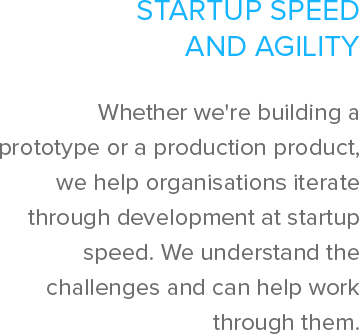 STARTUP SPEED
AND AGILITY
Whether we're building a
prototype or a production product,
we help organisations iterate
through development at startup
speed. We understand the
challenges and can help work
through them.